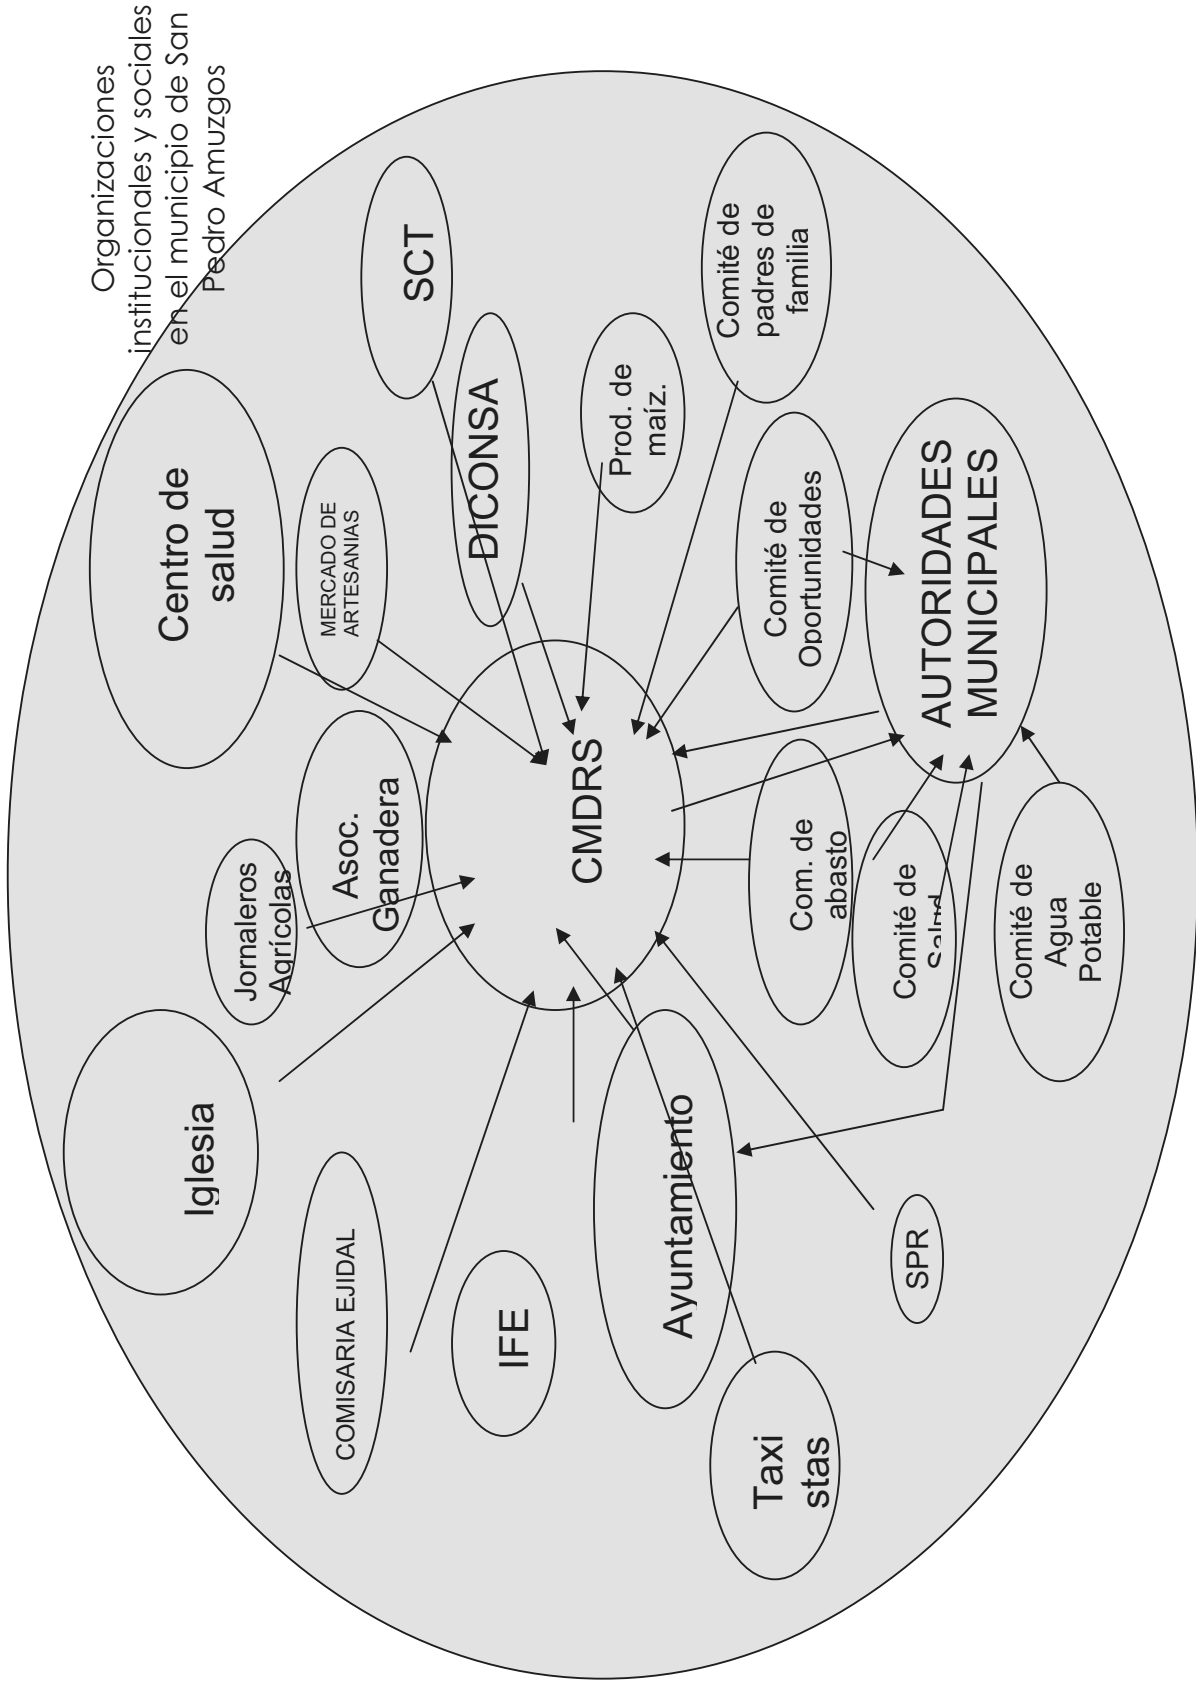 Organizaciones
institucionales y sociales
en el municipio de San
Pedro Amuzgos
Centro de
salud
SCT
MERCADO DE
ARTESANIAS
DICONSA
Prod. de
maíz.
Comité de
padres de
familia
Comité de
Oportunidades
AUTORIDADES
MUNICIPALES
Jornaleros
Agrícolas
Asoc.
Ganadera
CMDRS
Com. de
abasto
Comité de
Salud
Comité de
Agua
Potable
Iglesia
COMISARIA EJIDAL
IFE
Ayuntamiento
SPR
Taxi
stas